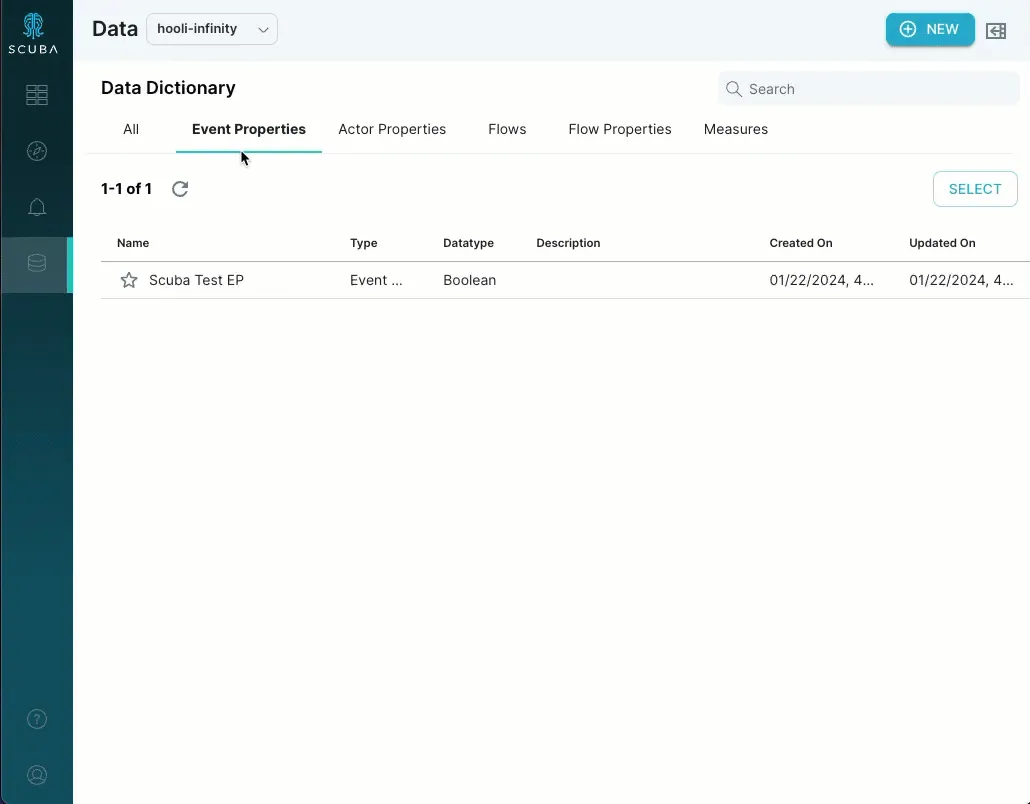 SCUBA
Data hooli-infinity NEW
Data Dictionary Search
All Event Properties Actor Properties Flows Flow Properties Measures
1-1 of 1 SELECT
Name Type Datatype Description Created On Updated On
Scuba Test EP Event ... Boolean 01/22/2024, 4... 01/22/2024, 4...
?